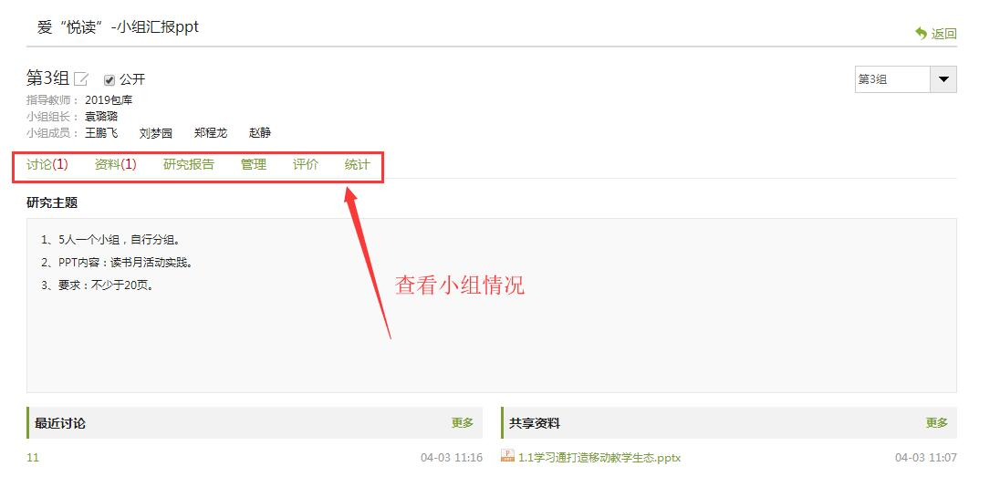 爱“悦读”-小组汇报ppt
返回
第3组 公开
第3组
指导教师： 2019包库
小组组长： 袁璐璐
小组成员： 王鹏飞 刘梦园 郑程龙 赵静
讨论(1) 资料(1) 研究报告 管理 评价 统计
研究主题
1、5人一个小组，自行分组。
2、PPT内容：读书月活动实践。
3、要求：不少于20页。
查看小组情况
最近讨论 更多
11 04-03 11:16
共享资料 更多
1.1学习通打造移动教学生态.pptx 04-03 11:07